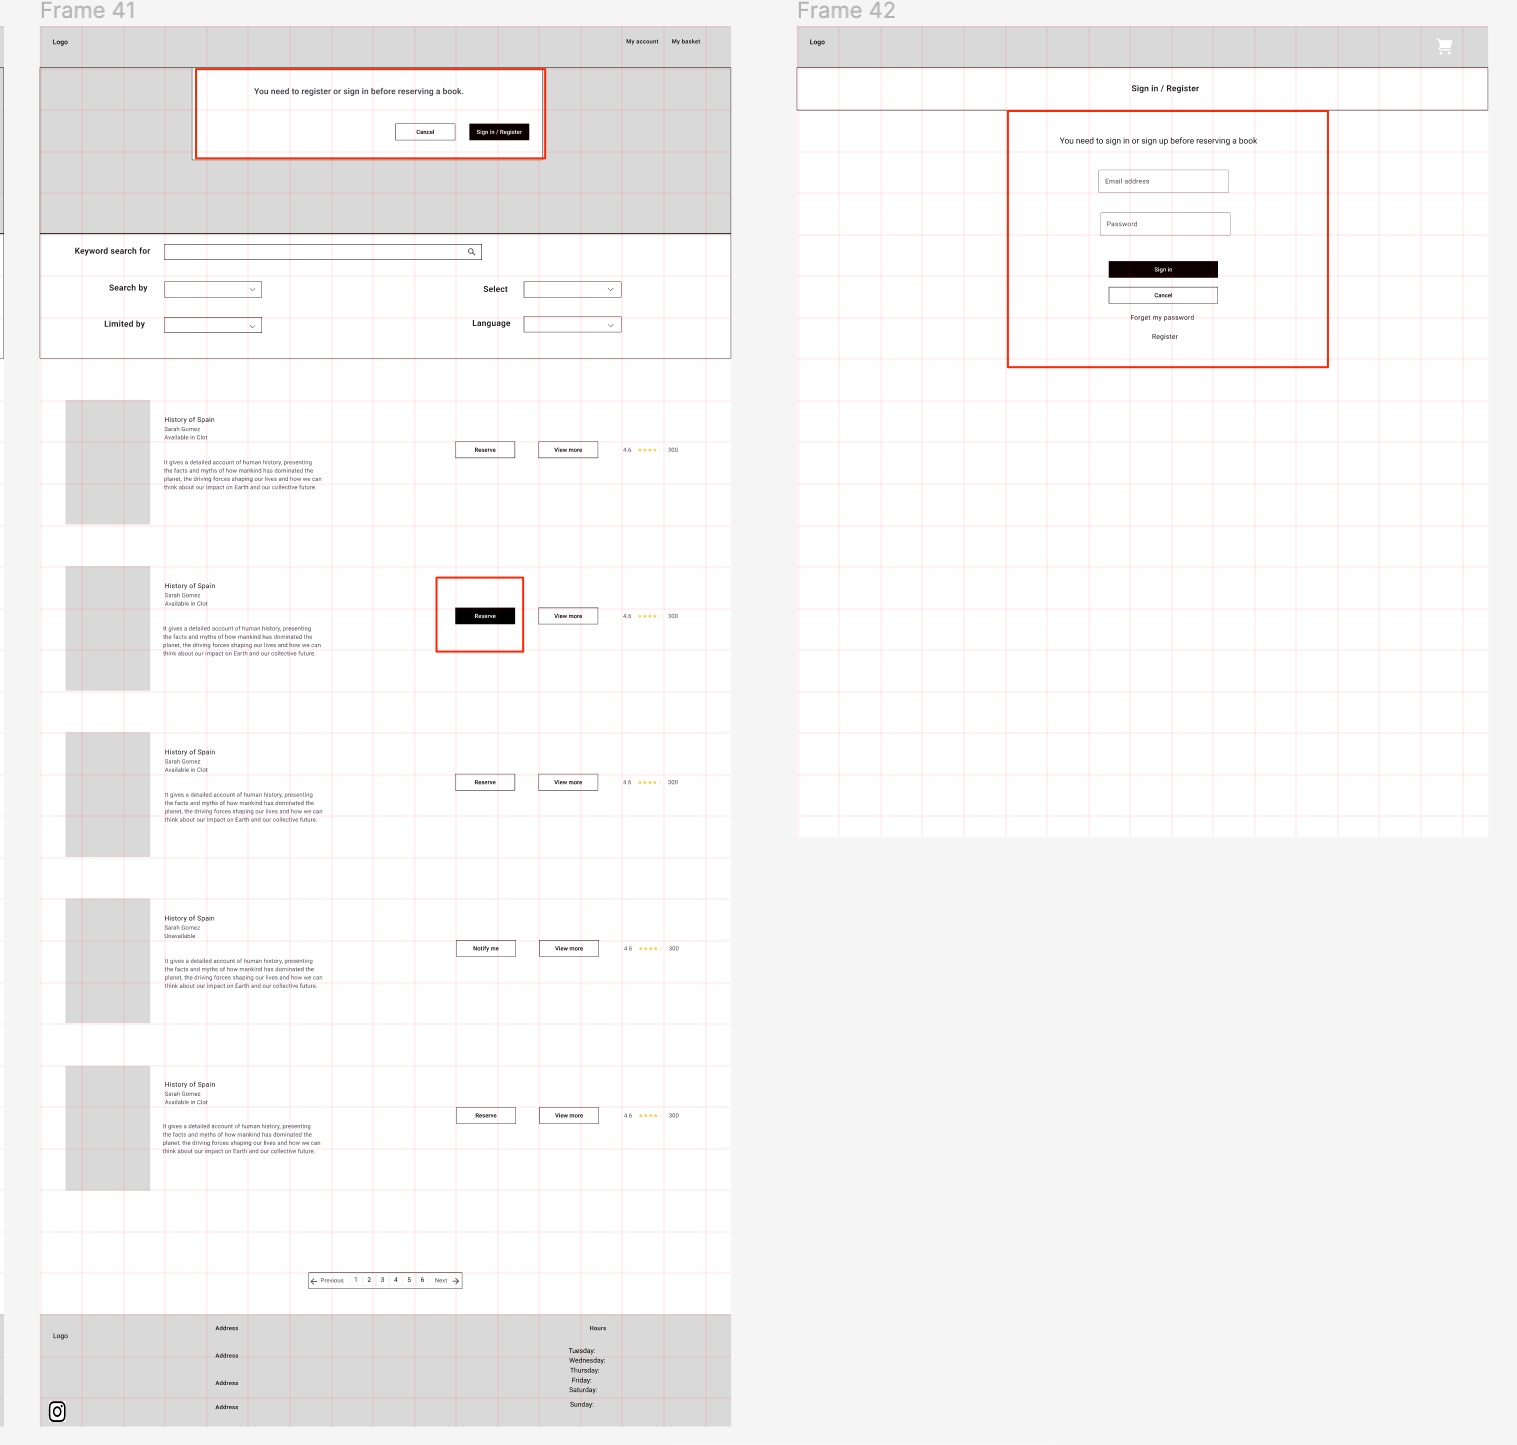 Frame 41
Logo
My account
My basket
You need to register or sign in before reserving a book.
Cancel
Sign in / Register
Keyword search for
Search by
Select
Limited by
Language
History of Spain
Sarah Gomez
Available in Clot
It gives a detailed account of human history, presenting
the facts and myths of how mankind has dominated the
planet, the driving forces shaping our lives and how we can
think about our impact on Earth and our collective future.
Reserve
View more
4.6
300
History of Spain
Sarah Gomez
Available in Clot
It gives a detailed account of human history, presenting
the facts and myths of how mankind has dominated the
planet, the driving forces shaping our lives and how we can
think about our impact on Earth and our collective future.
Reserve
View more
4.6
300
History of Spain
Sarah Gomez
Available in Clot
It gives a detailed account of human history, presenting
the facts and myths of how mankind has dominated the
planet, the driving forces shaping our lives and how we can
think about our impact on Earth and our collective future.
Reserve
View more
4.6
300
History of Spain
Sarah Gomez
Unavailable
It gives a detailed account of human history, presenting
the facts and myths of how mankind has dominated the
planet, the driving forces shaping our lives and how we can
think about our impact on Earth and our collective future.
Notify me
View more
4.6
300
History of Spain
Sarah Gomez
Available in Clot
It gives a detailed account of human history, presenting
the facts and myths of how mankind has dominated the
planet, the driving forces shaping our lives and how we can
think about our impact on Earth and our collective future.
Reserve
View more
4.6
300
Previous 1 2 3 4 5 6 Next
Logo
Address
Address
Address
Address
Hours
Tuesday:
Wednesday:
Thursday:
Friday:
Saturday:
Sunday:
Frame 42
Logo
Sign in / Register
You need to sign in or sign up before reserving a book
Email address
Password
Sign in
Cancel
Forget my password
Register